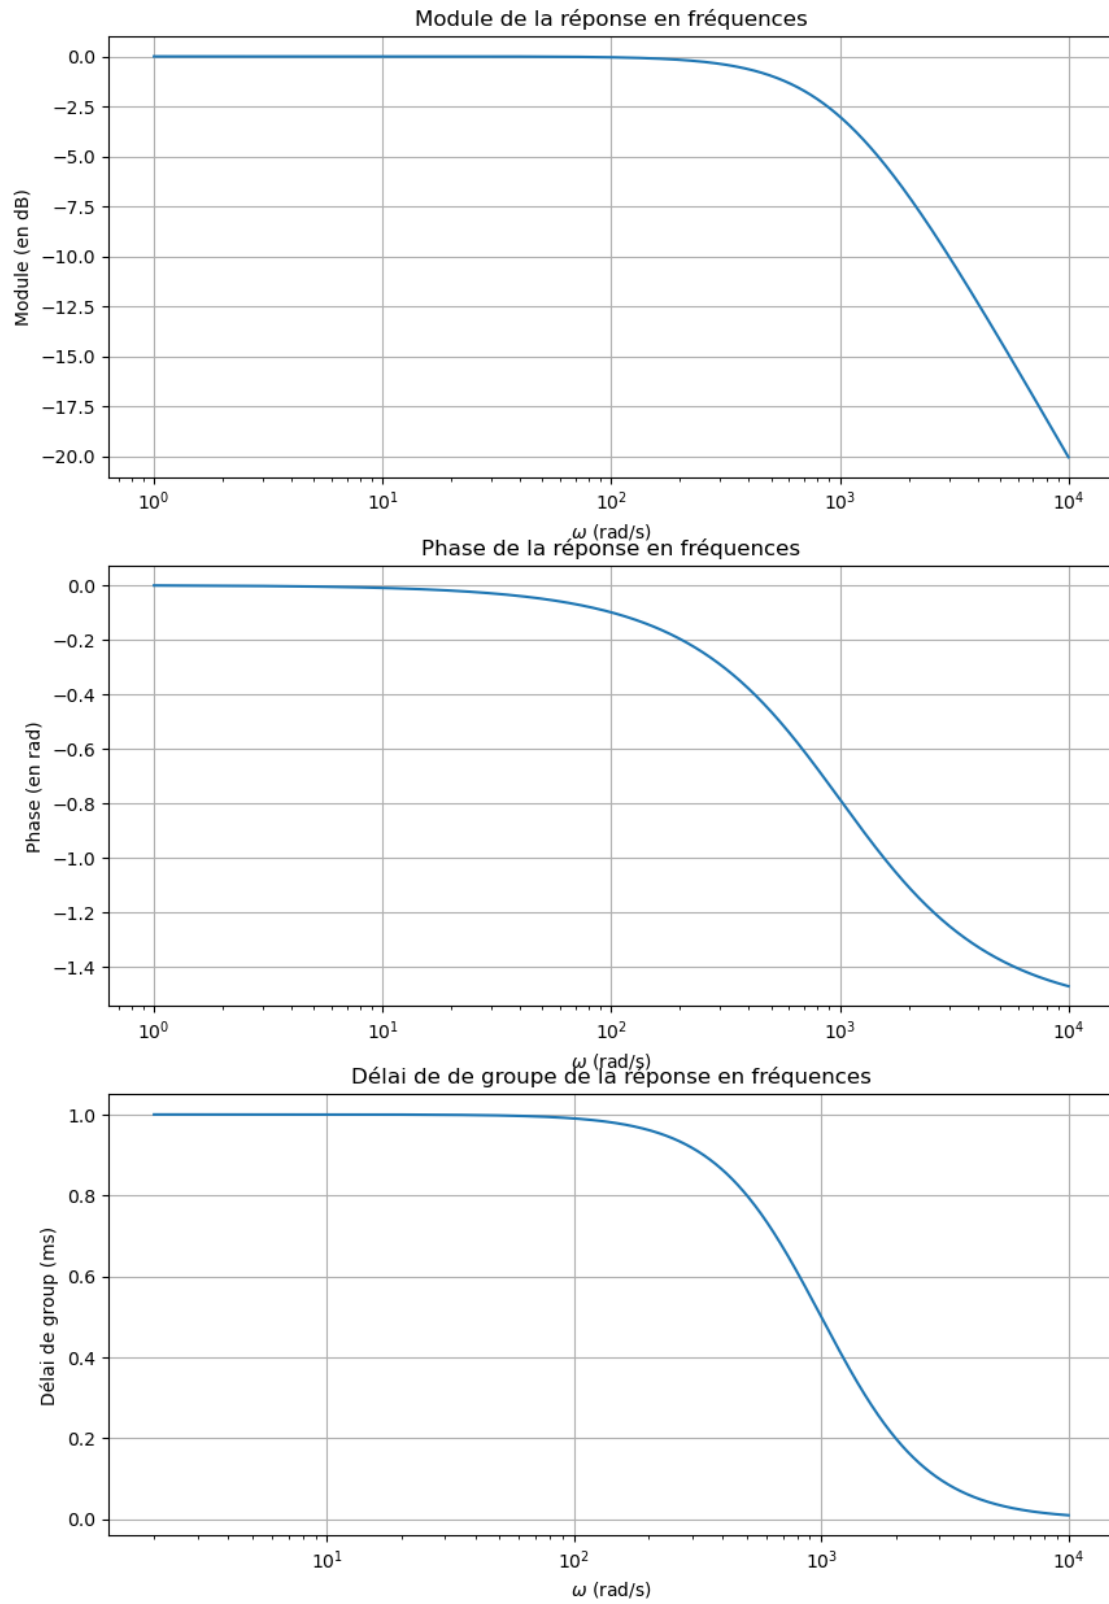 Module de la réponse en fréquences
0.0
−2.5
−5.0
−7.5
−10.0
−12.5
−15.0
−17.5
−20.0
Module (en dB)
10⁰ 10¹ 10² 10³ 10⁴
ω (rad/s)
Phase de la réponse en fréquences
0.0
−0.2
−0.4
−0.6
−0.8
−1.0
−1.2
−1.4
Phase (en rad)
10⁰ 10¹ 10² 10³ 10⁴
ω (rad/s)
Délai de de groupe de la réponse en fréquences
1.0
0.8
0.6
0.4
0.2
0.0
Délai de group (ms)
10¹ 10² 10³ 10⁴
ω (rad/s)